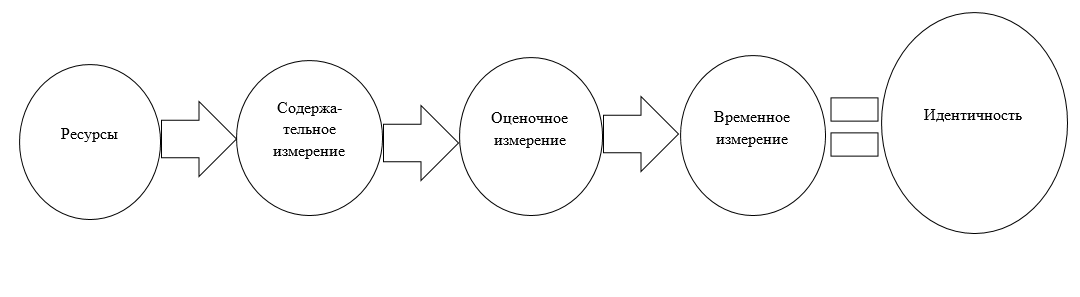 Ресурсы
Содержа-
тельное
измерение
Оценочное
измерение
Временное
измерение
Идентичность